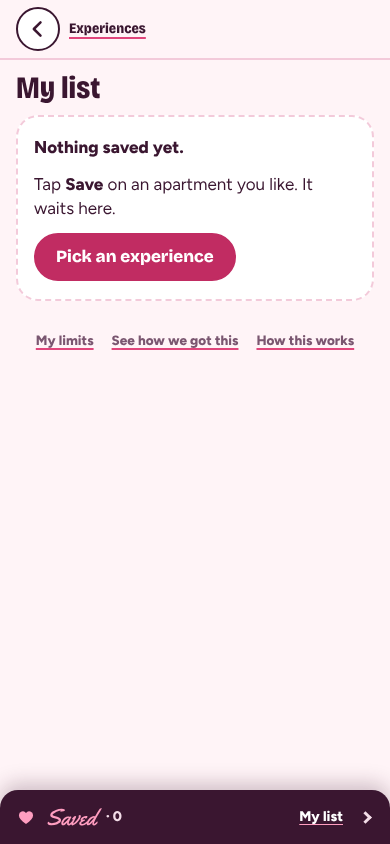 Experiences
My list
Nothing saved yet.
Tap Save on an apartment you like. It
waits here.
Pick an experience
My limits See how we got this How this works
Saved · 0 My list